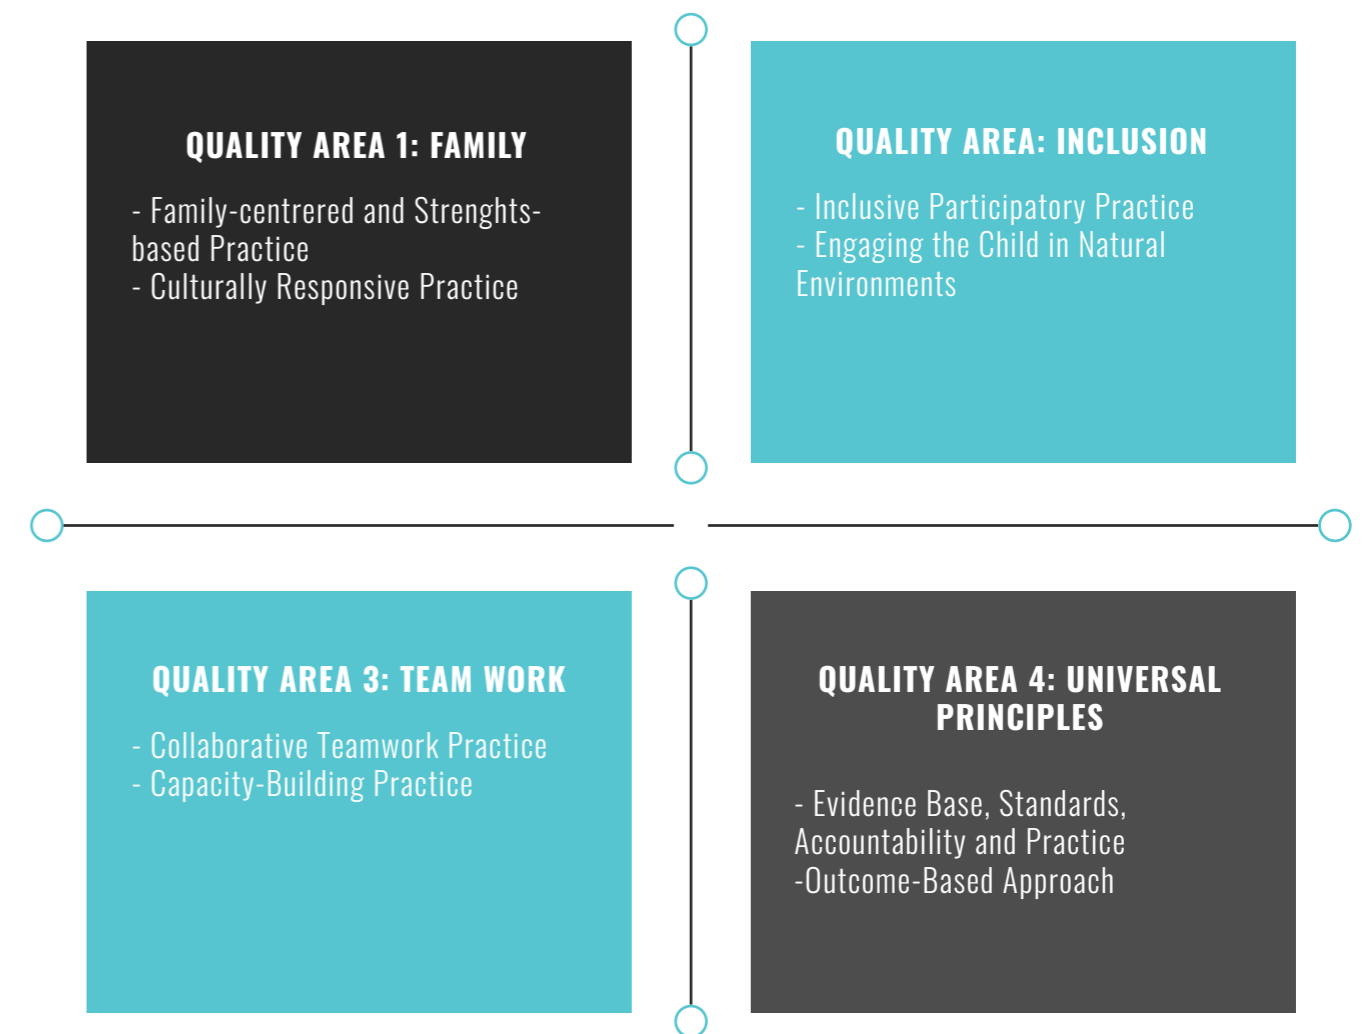 QUALITY AREA 1: FAMILY
- Family-centrered and Strenghts-
based Practice
- Culturally Responsive Practice
QUALITY AREA: INCLUSION
- Inclusive Participatory Practice
- Engaging the Child in Natural
Environments
QUALITY AREA 3: TEAM WORK
- Collaborative Teamwork Practice
- Capacity-Building Practice
QUALITY AREA 4: UNIVERSAL
PRINCIPLES
- Evidence Base, Standards,
Accountability and Practice
-Outcome-Based Approach